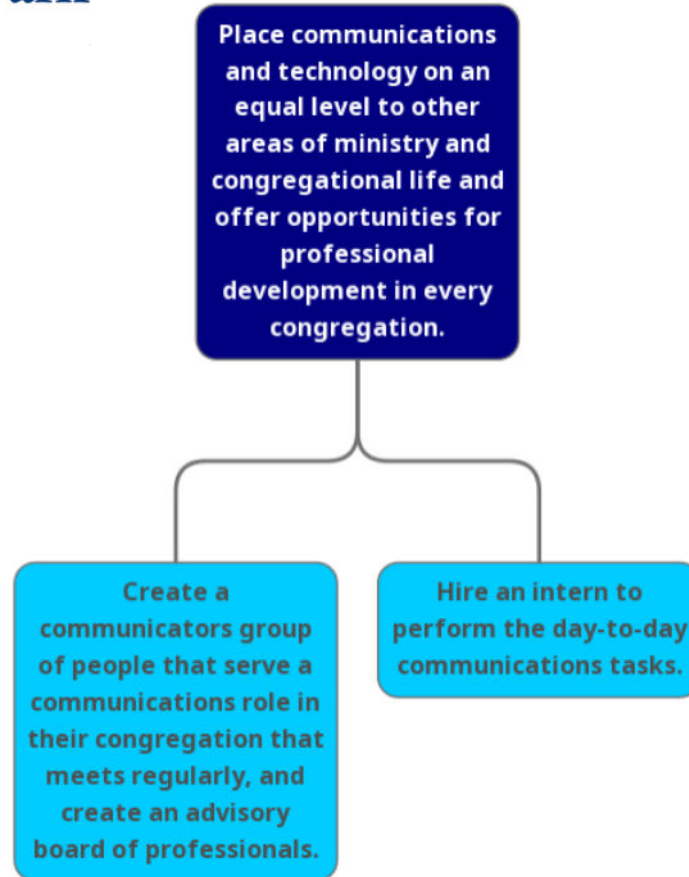 Place communications
and technology on an
equal level to other
areas of ministry and
congregational life and
offer opportunities for
professional
development in every
congregation.
Create a
communicators group
of people that serve a
communications role in
their congregation that
meets regularly, and
create an advisory
board of professionals.
Hire an intern to
perform the day-to-day
communications tasks.